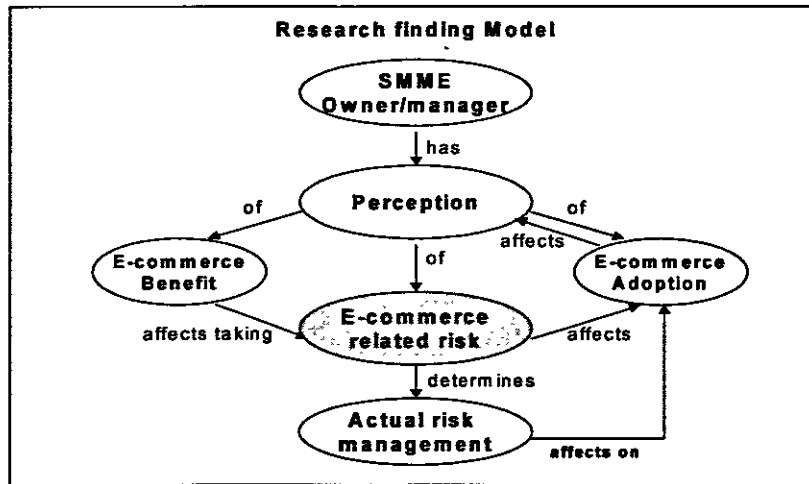 Research finding Model
SMME
Owner/manager
has
Perception
of
of
affects
E-commerce
Benefit
of
E-commerce
Adoption
affects taking
E-commerce
related risk
affects
determines
Actual risk
management
affects on